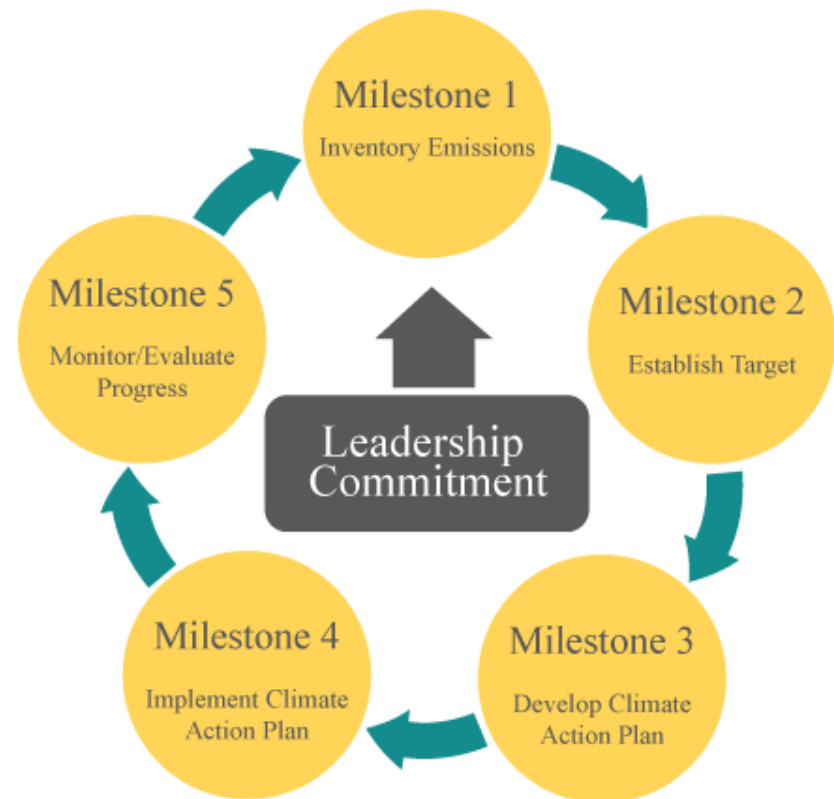 Milestone 1
Inventory Emissions
Milestone 2
Establish Target
Milestone 3
Develop Climate
Action Plan
Milestone 4
Implement Climate
Action Plan
Milestone 5
Monitor/Evaluate
Progress
Leadership
Commitment